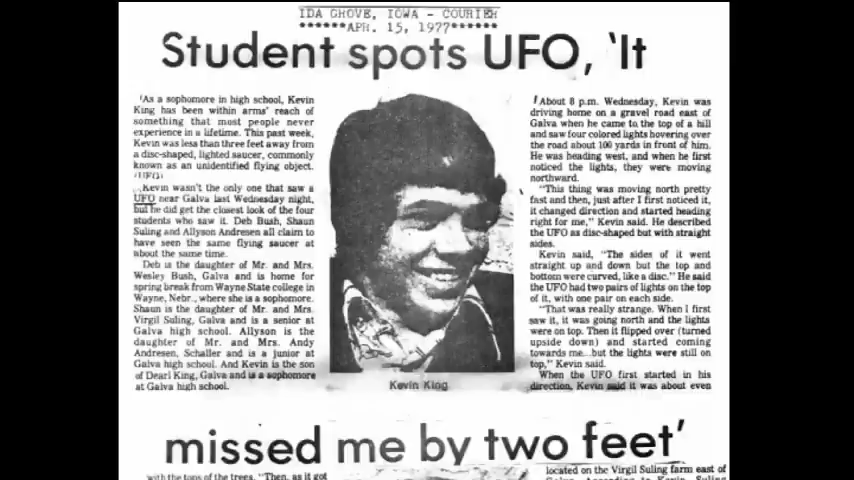 IDA GROVE, IOWA - COURIER
******APR. 15, 1977******
Student spots UFO, 'It
'As a sophomore in high school, Kevin
King has been within arms' reach of
something that most people never
experience in a lifetime. This past week,
Kevin was less than three feet away from
a disc-shaped, lighted saucer, commonly
known as an unidentified flying object.
(UFO)
Kevin wasn't the only one that saw a
UFO near Galva last Wednesday night,
but he did get the closest look of the four
students who saw it. Deb Bush, Shaun
Suling and Allyson Andresen all claim to
have seen the same flying saucer at
about the same time.
Deb is the daughter of Mr. and Mrs.
Wesley Bush, Galva and is home for
spring break from Wayne State college in
Wayne, Nebr., where she is a sophomore.
Shaun is the daughter of Mr. and Mrs.
Virgil Suling, Galva and is a senior at
Galva high school. Allyson is the
daughter of Mr. and Mrs. Andy
Andresen, Schaller and is a junior at
Galva high school. And Kevin is the son
of Dearl King, Galva and is a sophomore
at Galva high school.
Kevin King
About 8 p.m. Wednesday, Kevin was
driving home on a gravel road east of
Galva when he came to the top of a hill
and saw four colored lights hovering over
the road about 100 yards in front of him.
He was heading west, and when he first
noticed the lights, they were moving
northward.
"This thing was moving north pretty
fast and then, just after I first noticed it,
it changed direction and started heading
right for me," Kevin said. He described
the UFO as disc-shaped but with straight
sides.
Kevin said, "The sides of it went
straight up and down but the top and
bottom were curved, like a disc." He said
the UFO had two pairs of lights on the top
of it, with one pair on each side.
"That was really strange. When I first
saw it, it was going north and the lights
were on top. Then it flipped over (turned
upside down) and started coming
towards me...but the lights were still on
top," Kevin said.
When the UFO first started in his
direction, Kevin said it was about even
missed me by two feet'
with the tops of the trees. "Then, as it got
located on the Virgil Suling farm east of